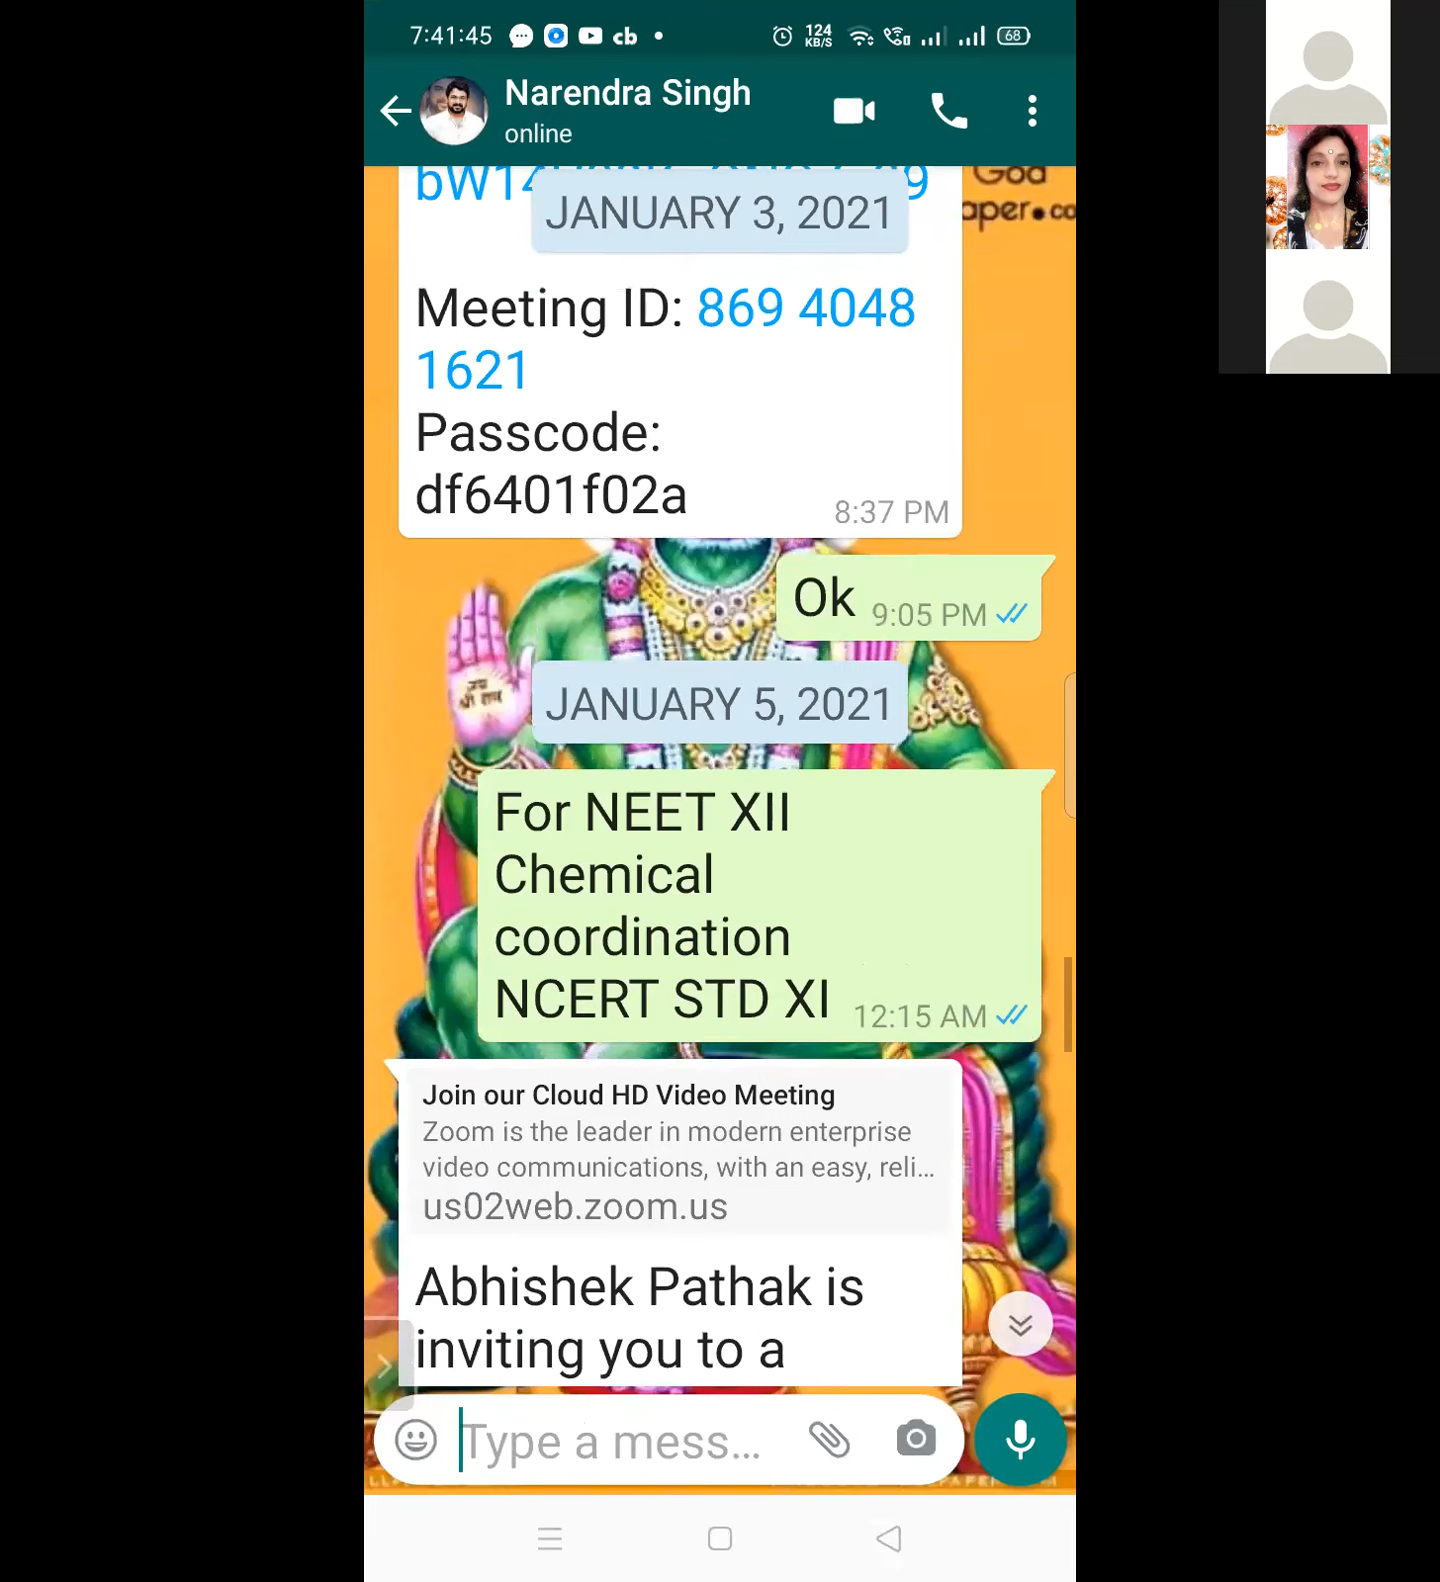 7:41:45 cb 124 KB/S 68
Narendra Singh
online
God
JANUARY 3, 2021
Meeting ID: 869 4048
1621
Passcode:
df6401f02a 8:37 PM
Ok 9:05 PM
जय
श्री राम
JANUARY 5, 2021
For NEET XII
Chemical
coordination
NCERT STD XI 12:15 AM
Join our Cloud HD Video Meeting
Zoom is the leader in modern enterprise
video communications, with an easy, reli...
us02web.zoom.us
Abhishek Pathak is
inviting you to a
Type a mess...